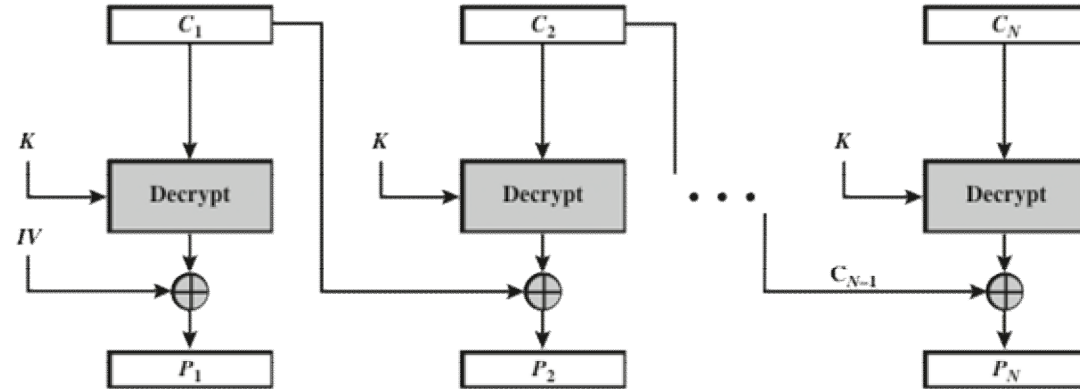 C1 C2 CN
K K K
Decrypt Decrypt • • • Decrypt
IV
CN–1
P1 P2 PN